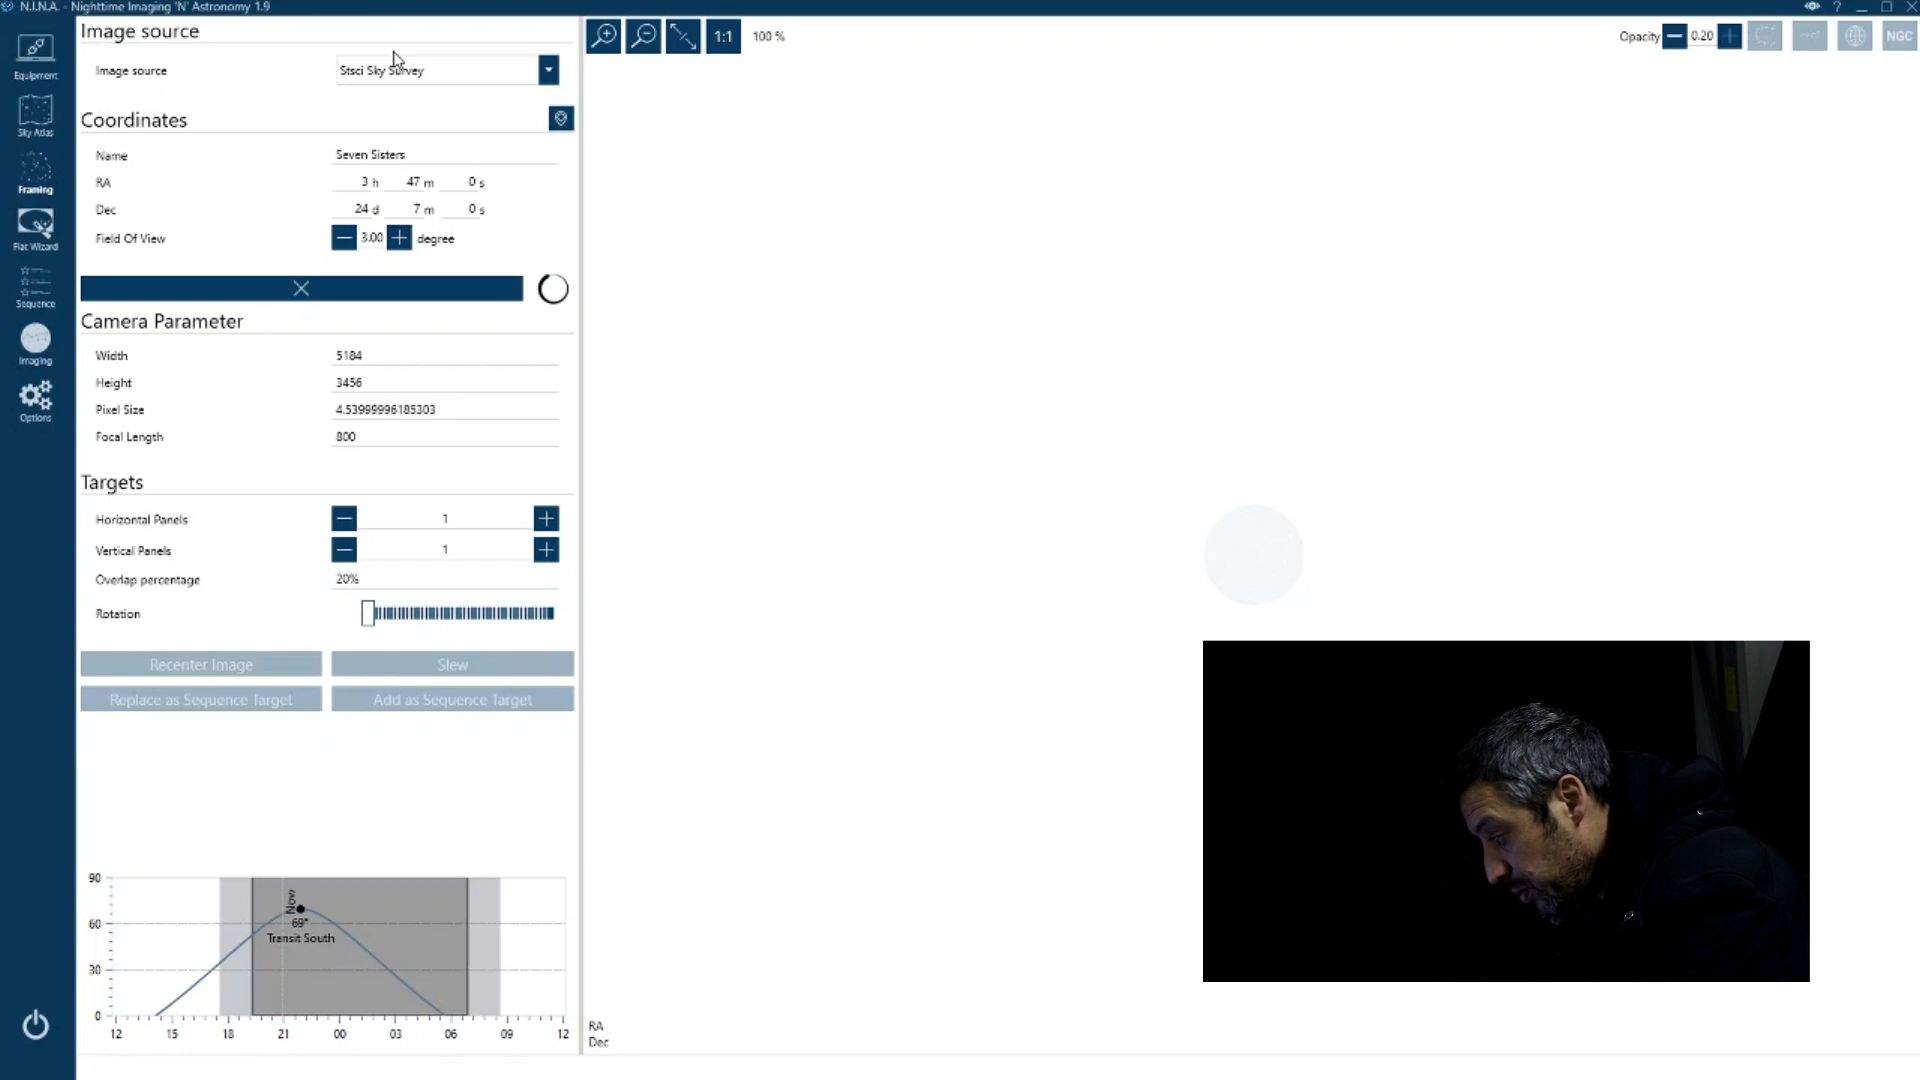 N.I.N.A. - Nighttime Imaging 'N' Astronomy 1.9
?
Equipment
Sky Atlas
Framing
Flat Wizard
Sequence
Imaging
Options
Image source
Image source Stsci Sky Survey
Coordinates
Name Seven Sisters
RA 3 h 47 m 0 s
Dec 24 d 7 m 0 s
Field Of View 3.00 degree
Camera Parameter
Width 5184
Height 3456
Pixel Size 4.53999996185303
Focal Length 800
Targets
Horizontal Panels 1
Vertical Panels 1
Overlap percentage 20%
Rotation
Recenter Image Slew
Replace as Sequence Target Add as Sequence Target
90
60
30
0
Now
69°
Transit South
12 15 18 21 00 03 06 09 12
1:1 100 %
Opacity 0.20 NGC
RA
Dec